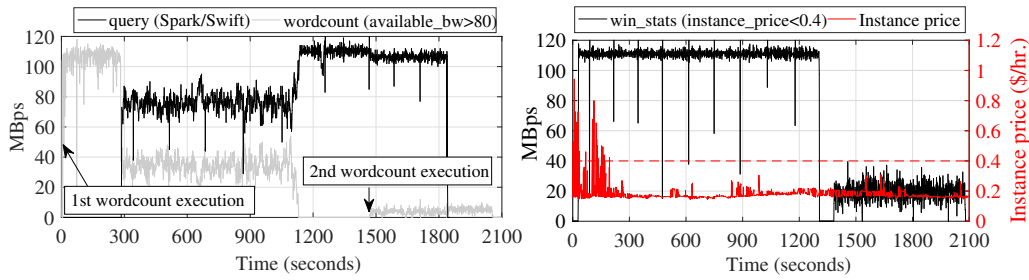 query (Spark/Swift) wordcount (available_bw>80)
120
100
80
60
40
20
0
MBps
1st wordcount execution
2nd wordcount execution
0 300 600 900 1200 1500 1800 2100
Time (seconds)
win_stats (instance_price<0.4) Instance price
120
100
80
60
40
20
0
MBps
1.2
1
0.8
0.6
0.4
0.2
0
Instance price ($/hr.)
0 300 600 900 1200 1500 1800 2100
Time (seconds)